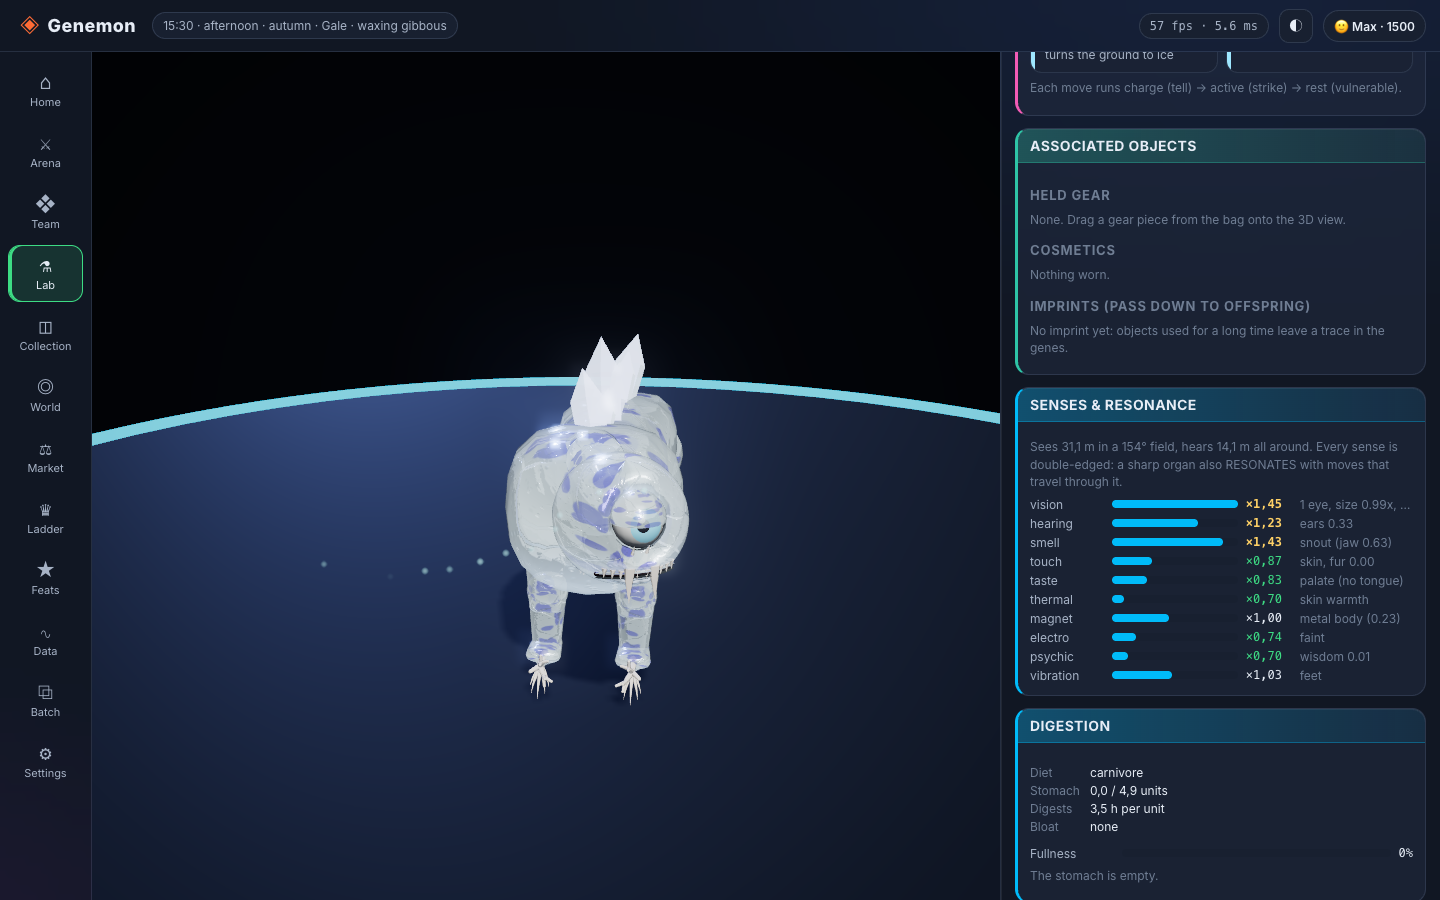 Genemon
15:30 · afternoon · autumn · Gale · waxing gibbous
57 fps · 5.6 ms
Max · 1500
Home
Arena
Team
Lab
Collection
World
Market
Ladder
Feats
Data
Batch
Settings
turns the ground to ice
Each move runs charge (tell) → active (strike) → rest (vulnerable).
ASSOCIATED OBJECTS
HELD GEAR
None. Drag a gear piece from the bag onto the 3D view.
COSMETICS
Nothing worn.
IMPRINTS (PASS DOWN TO OFFSPRING)
No imprint yet: objects used for a long time leave a trace in the
genes.
SENSES & RESONANCE
Sees 31,1 m in a 154° field, hears 14,1 m all around. Every sense is
double-edged: a sharp organ also RESONATES with moves that
travel through it.
vision ×1,45 1 eye, size 0.99x, ...
hearing ×1,23 ears 0.33
smell ×1,43 snout (jaw 0.63)
touch ×0,87 skin, fur 0.00
taste ×0,83 palate (no tongue)
thermal ×0,70 skin warmth
magnet ×1,00 metal body (0.23)
electro ×0,74 faint
psychic ×0,70 wisdom 0.01
vibration ×1,03 feet
DIGESTION
Diet carnivore
Stomach 0,0 / 4,9 units
Digests 3,5 h per unit
Bloat none
Fullness 0%
The stomach is empty.